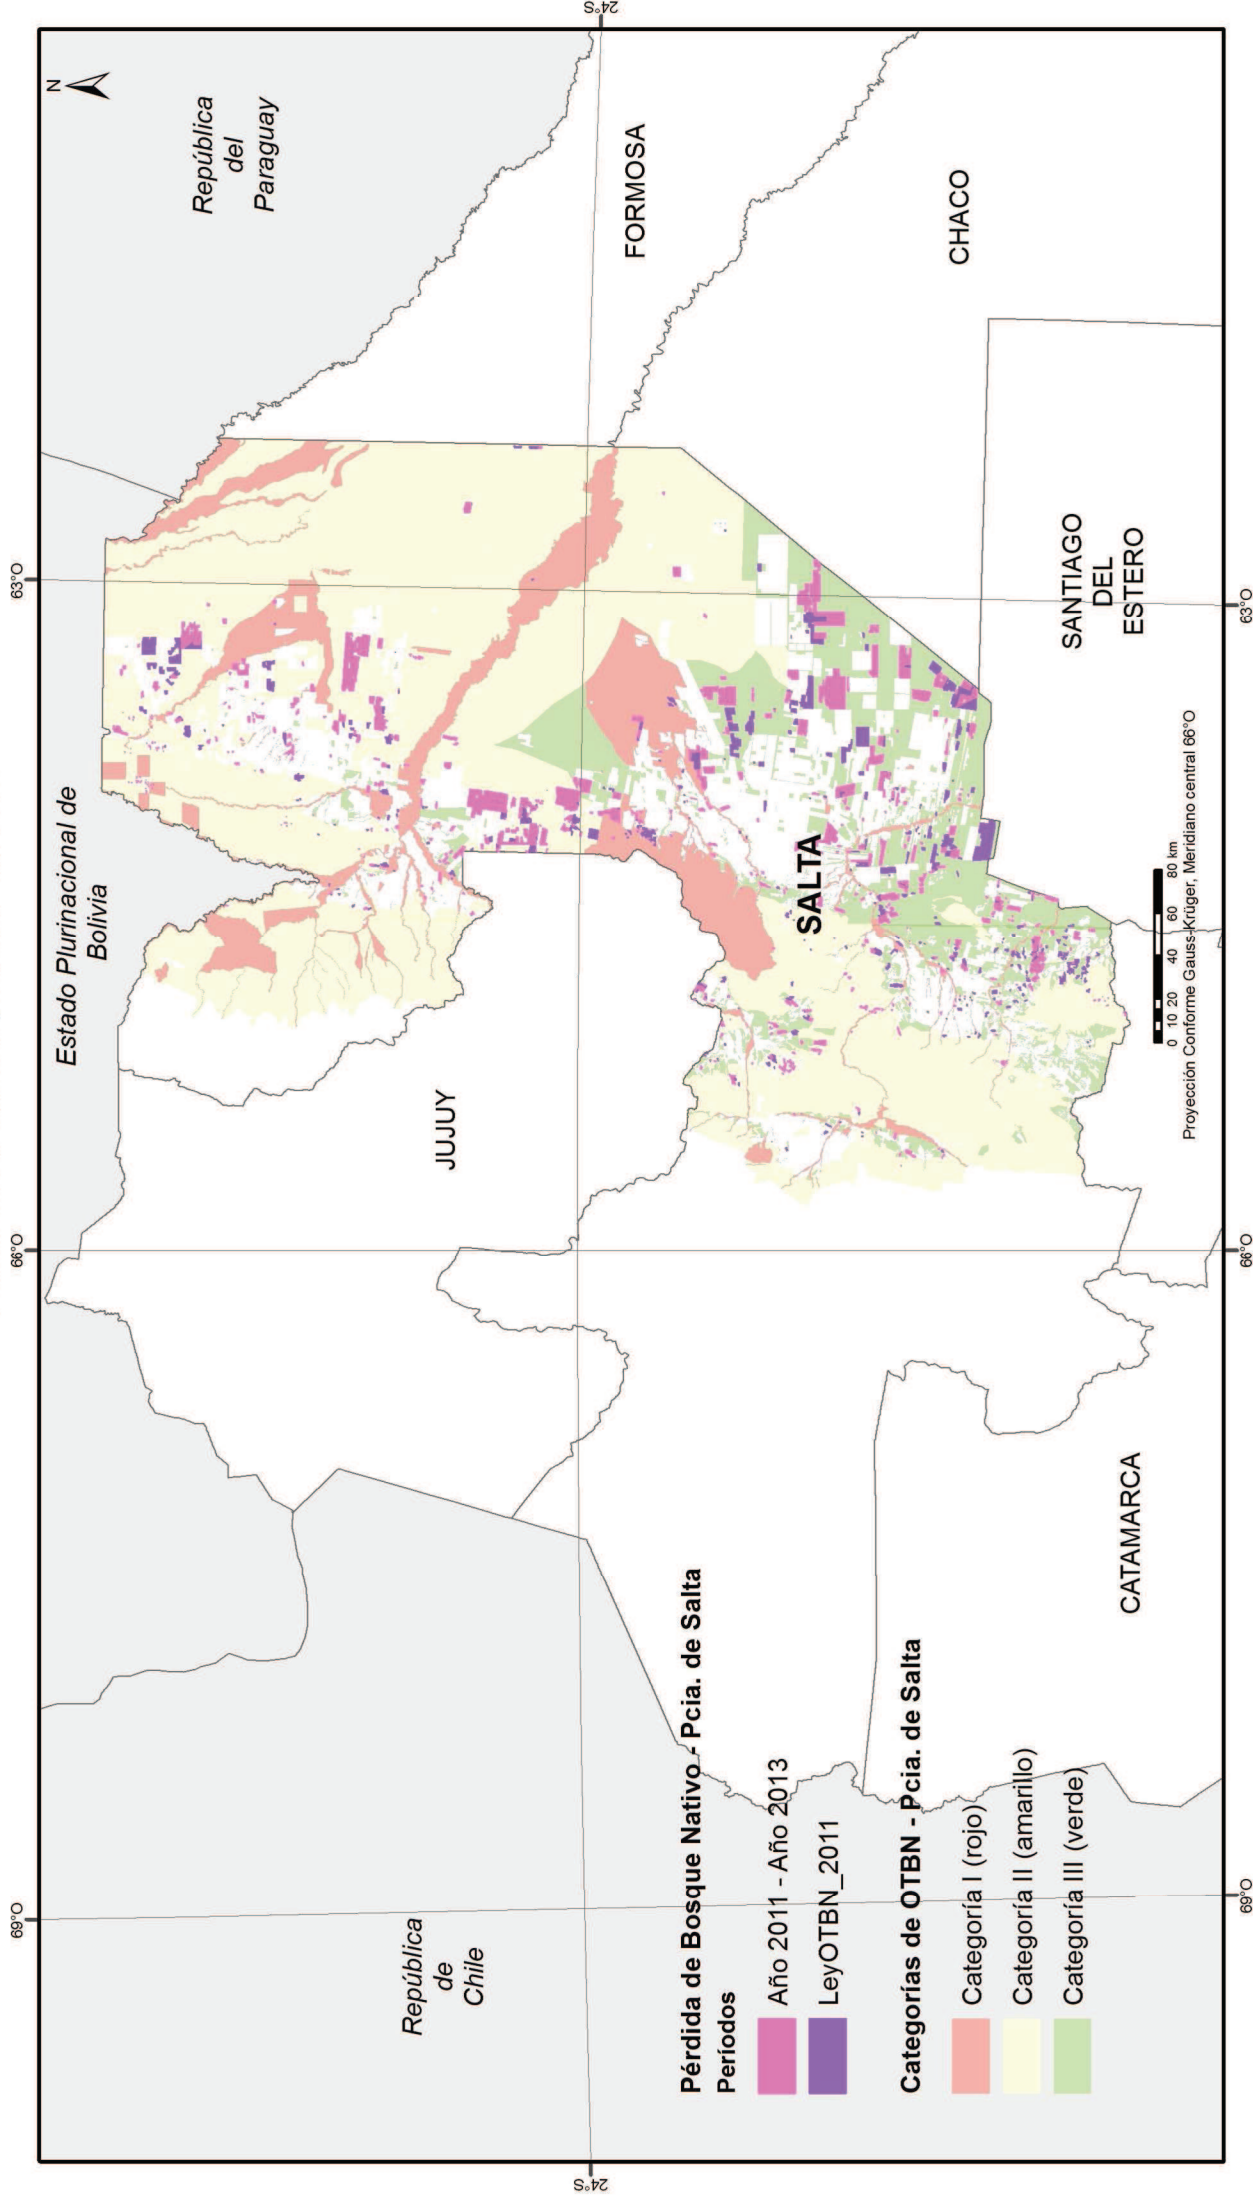 69°O
66°O
63°O
N
República
del
Paraguay
Estado Plurinacional de
Bolivia
República
de
Chile
JUJUY
FORMOSA
24°S
24°S
CHACO
SALTA
SANTIAGO
DEL
ESTERO
CATAMARCA
Pérdida de Bosque Nativo - Pcia. de Salta
Períodos
Año 2011 - Año 2013
LeyOTBN_2011
Categorías de OTBN - Pcia. de Salta
Categoría I (rojo)
Categoría II (amarillo)
Categoría III (verde)
0 10 20 40 60 80 km
Proyección Conforme Gauss-Krüger, Meridiano central 66°O
69°O
66°O
63°O